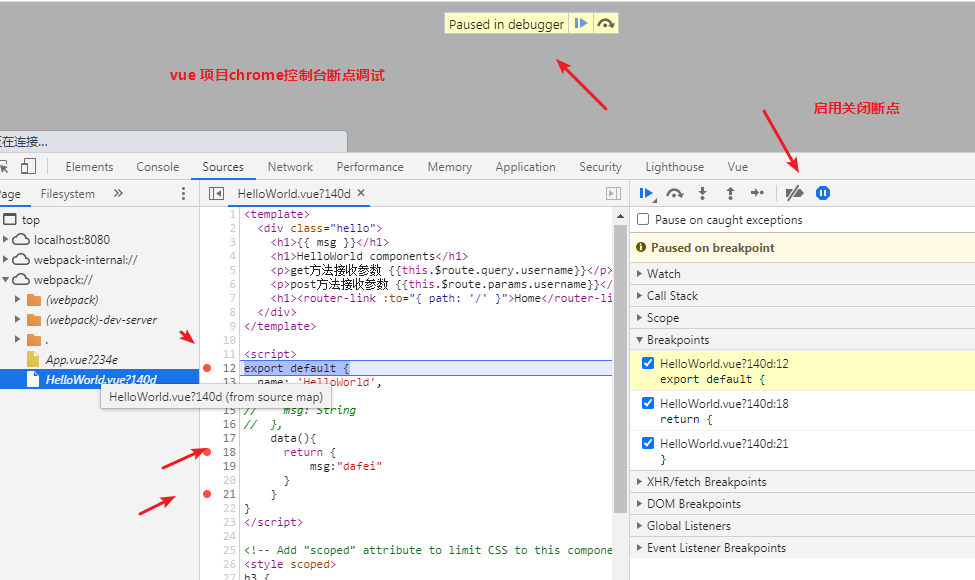 Paused in debugger
vue 项目chrome控制台断点调试
启用关闭断点
在连接...
Elements Console Sources Network Performance Memory Application Security Lighthouse Vue
Page Filesystem »
HelloWorld.vue?140d ×
top
localhost:8080
webpack-internal://
webpack://
(webpack)
(webpack)-dev-server
.
App.vue?234e
HelloWorld.vue?140d
HelloWorld.vue?140d (from source map)
1 <template>
2 <div class="hello">
3 <h1>{{ msg }}</h1>
4 <h1>HelloWorld components</h1>
5 <p>get方法接收参数 {{this.$route.query.username}}</p>
6 <p>post方法接收参数 {{this.$route.params.username}}</
7 <h1><router-link :to="{ path: '/' }">Home</router-li
8 </div>
9 </template>
10
11 <script>
12 export default {
13 name: 'HelloWorld',
15 // msg: String
16 // },
17 data(){
18 return {
19 msg:"dafei"
20 }
21 }
22 }
23 </script>
24
25 <!-- Add "scoped" attribute to limit CSS to this compone
26 <style scoped>
27 h3 {
Pause on caught exceptions
Paused on breakpoint
Watch
Call Stack
Scope
Breakpoints
HelloWorld.vue?140d:12
export default {
HelloWorld.vue?140d:18
return {
HelloWorld.vue?140d:21
}
XHR/fetch Breakpoints
DOM Breakpoints
Global Listeners
Event Listener Breakpoints